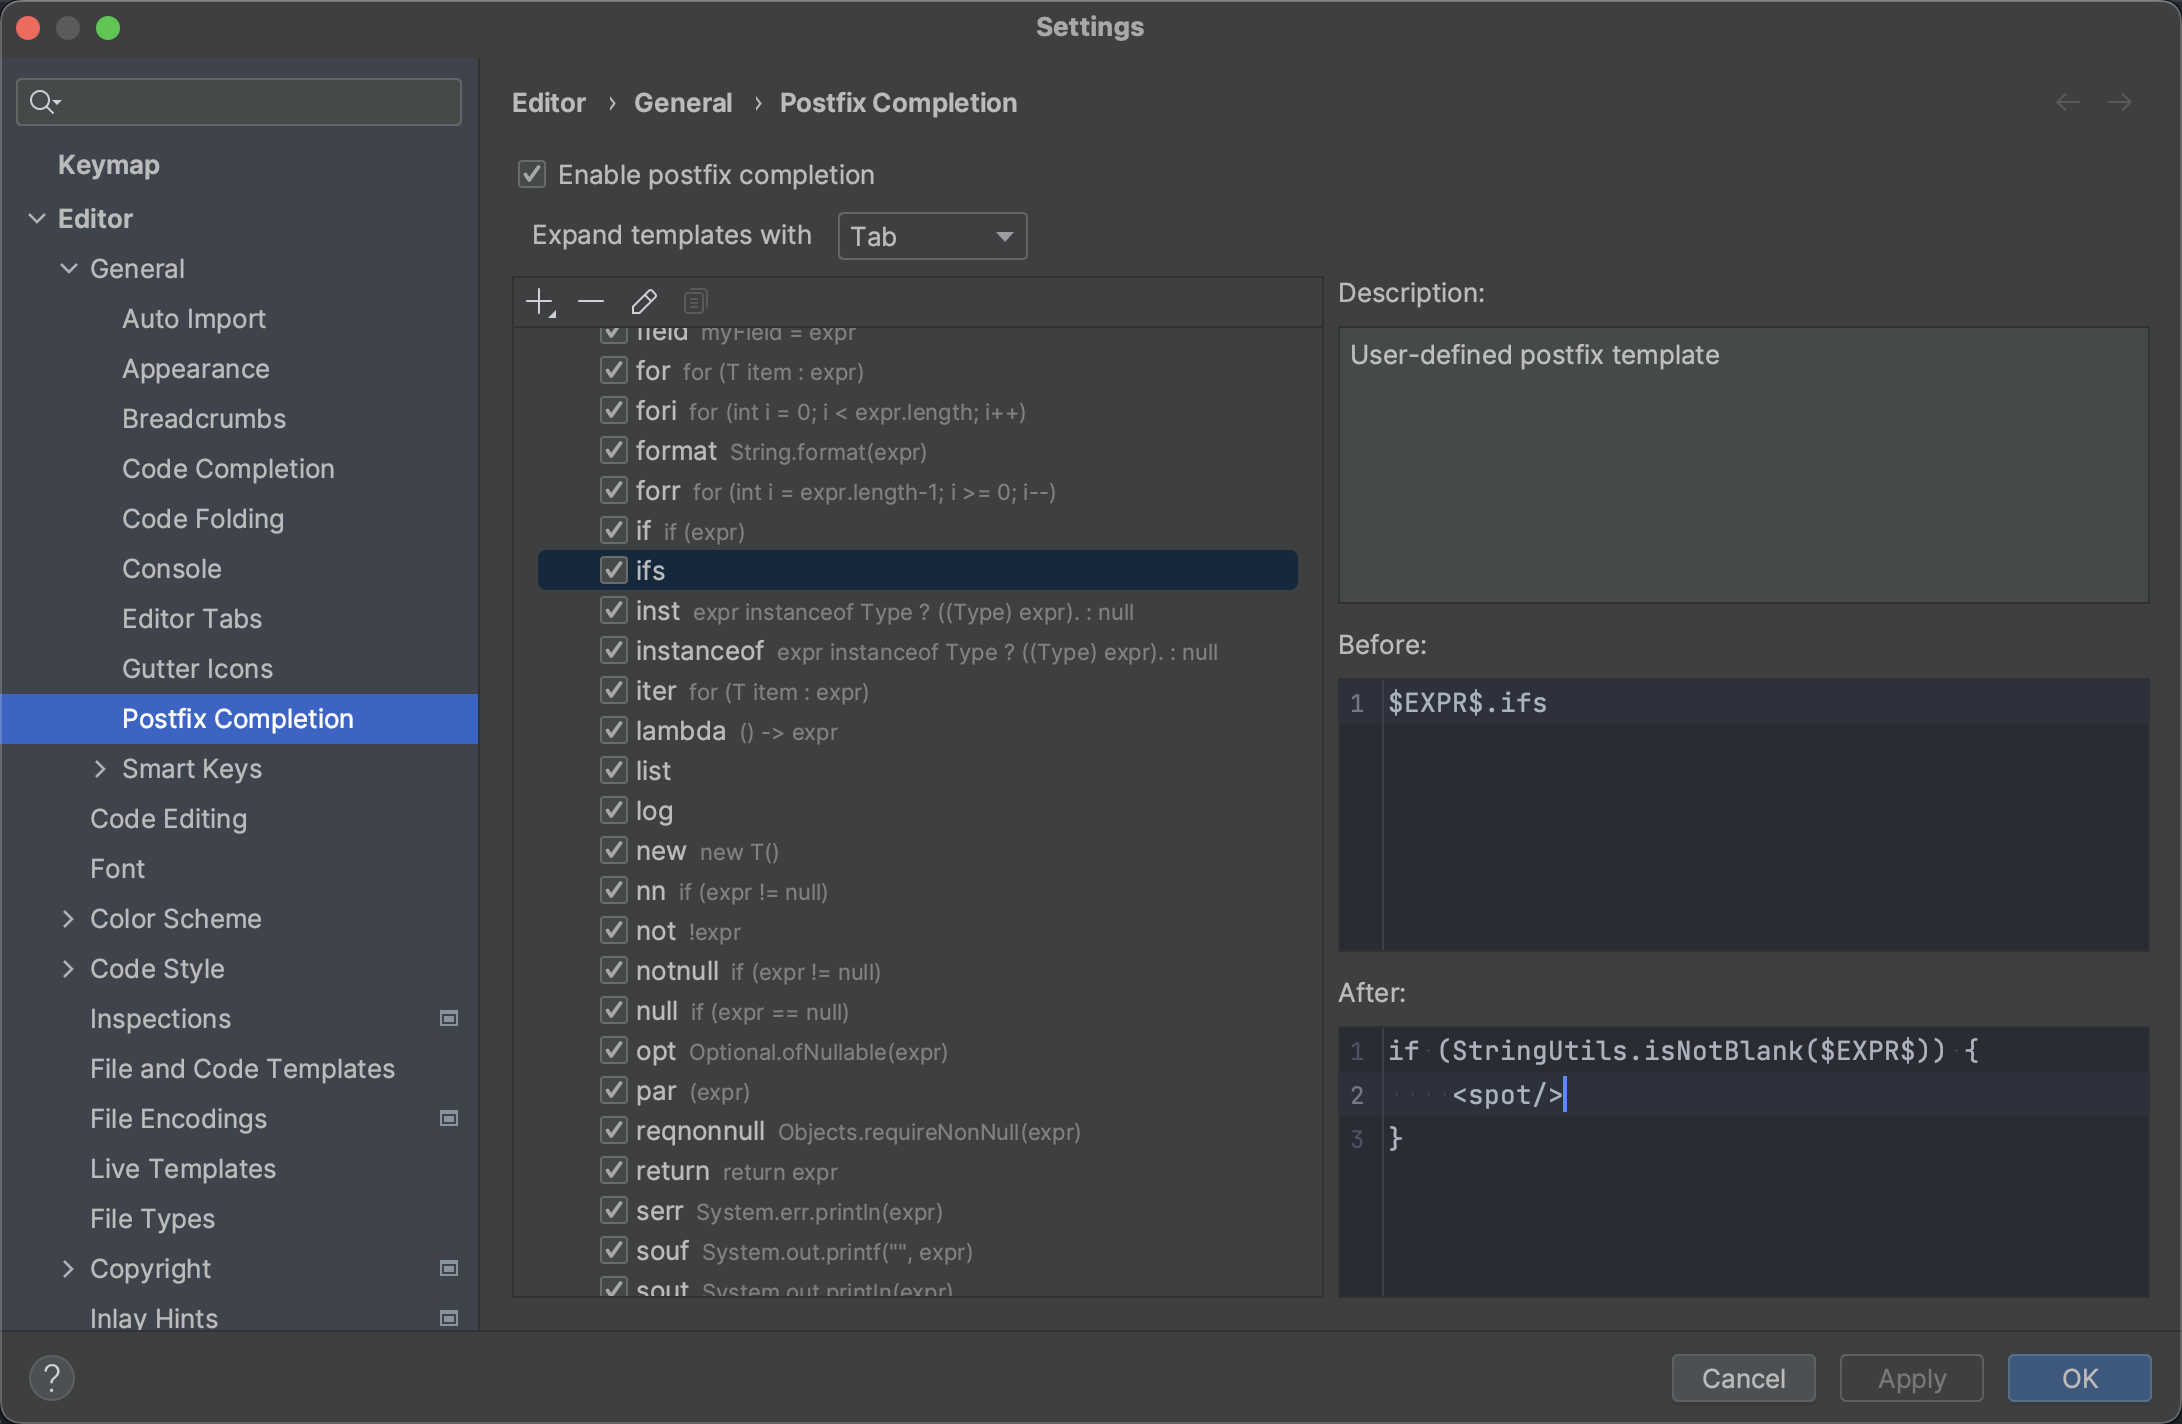 Settings
Keymap
Editor
General
Auto Import
Appearance
Breadcrumbs
Code Completion
Code Folding
Console
Editor Tabs
Gutter Icons
Postfix Completion
Smart Keys
Code Editing
Font
Color Scheme
Code Style
Inspections
File and Code Templates
File Encodings
Live Templates
File Types
Copyright
Inlay Hints
Editor › General › Postfix Completion
Enable postfix completion
Expand templates with Tab
field myField = expr
for for (T item : expr)
fori for (int i = 0; i < expr.length; i++)
format String.format(expr)
forr for (int i = expr.length-1; i >= 0; i--)
if if (expr)
ifs
inst expr instanceof Type ? ((Type) expr). : null
instanceof expr instanceof Type ? ((Type) expr). : null
iter for (T item : expr)
lambda () -> expr
list
log
new new T()
nn if (expr != null)
not !expr
notnull if (expr != null)
null if (expr == null)
opt Optional.ofNullable(expr)
par (expr)
reqnonnull Objects.requireNonNull(expr)
return return expr
serr System.err.println(expr)
souf System.out.printf("", expr)
sout System.out.println(expr)
Description:
User-defined postfix template
Before:
1 $EXPR$.ifs
After:
1 if (StringUtils.isNotBlank($EXPR$)) {
2 <spot/>
3 }
?
Cancel
Apply
OK